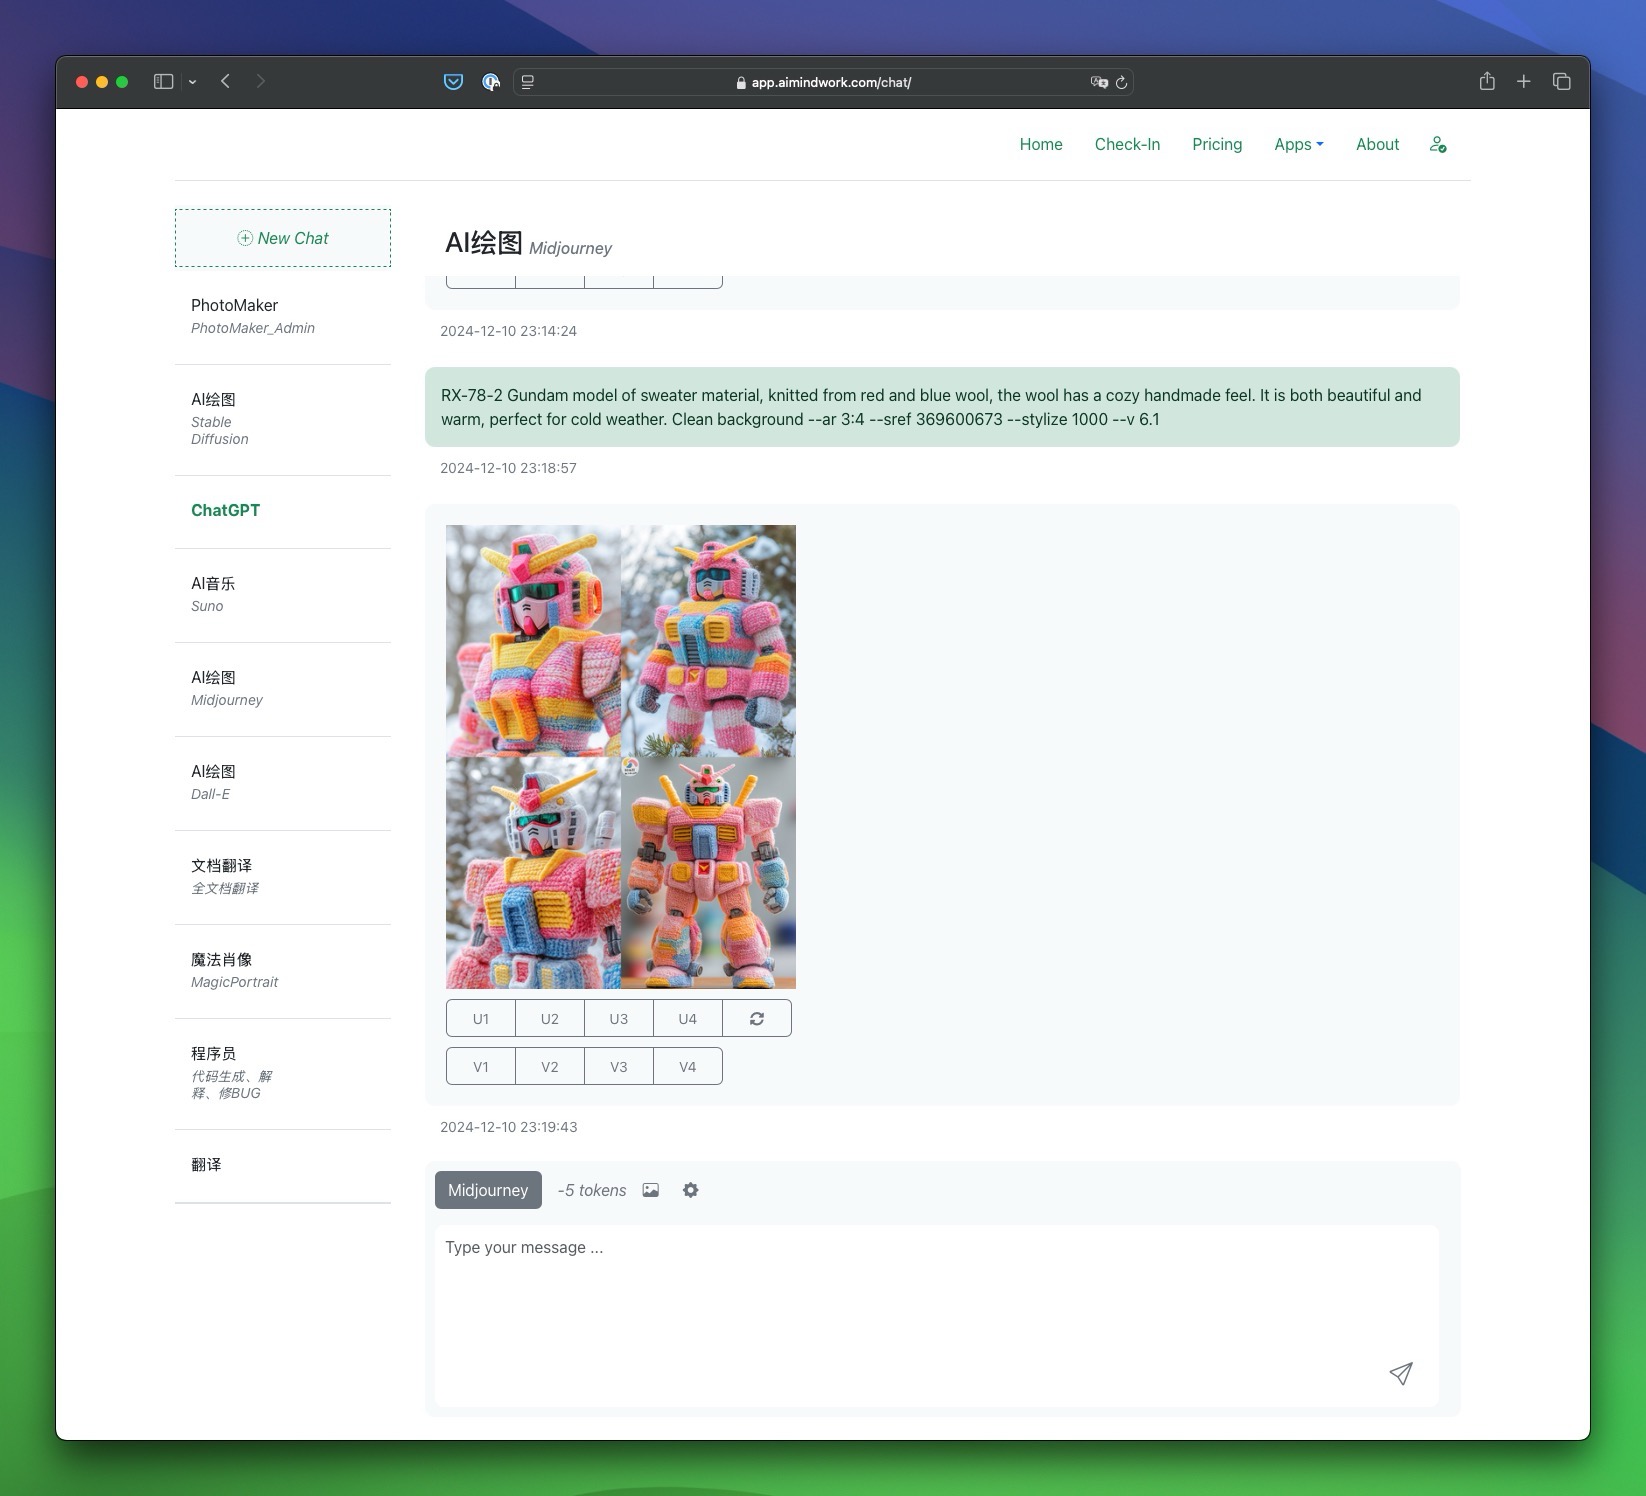 app.aimindwork.com/chat/
Home Check-In Pricing Apps About
New Chat
PhotoMaker
PhotoMaker_Admin
AI绘图
Stable
Diffusion
ChatGPT
AI音乐
Suno
AI绘图
Midjourney
AI绘图
Dall-E
文档翻译
全文档翻译
魔法肖像
MagicPortrait
程序员
代码生成、解
释、修BUG
翻译
AI绘图 Midjourney
2024-12-10 23:14:24
RX-78-2 Gundam model of sweater material, knitted from red and blue wool, the wool has a cozy handmade feel. It is both beautiful and
warm, perfect for cold weather. Clean background --ar 3:4 --sref 369600673 --stylize 1000 --v 6.1
2024-12-10 23:18:57
U1 U2 U3 U4
V1 V2 V3 V4
2024-12-10 23:19:43
Midjourney -5 tokens
Type your message ...